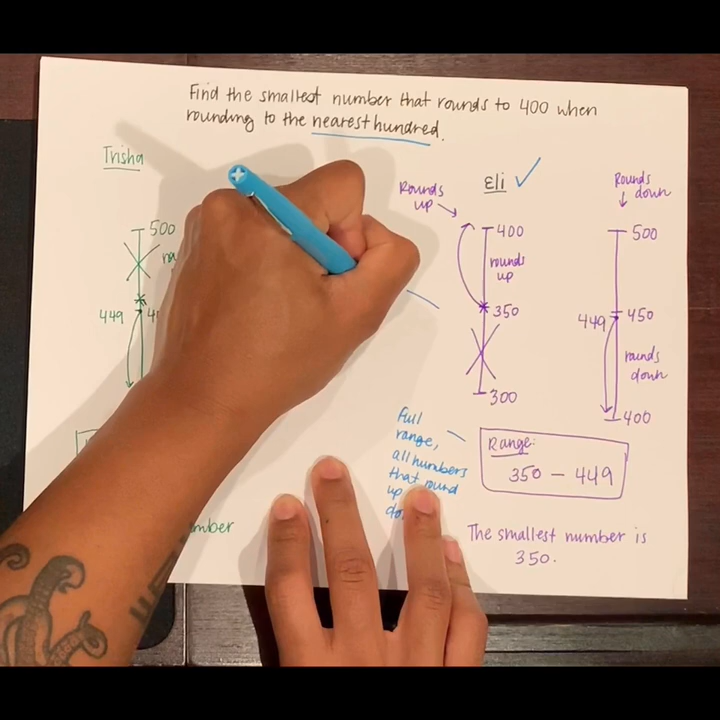 Find the smallest number that rounds to 400 when
rounding to the nearest hundred.
Trisha
500
449
Eli
Rounds
up
400
rounds
up
350
300
Rounds
down
500
450
449
rounds
down
400
Full
range,
all numbers
that round
up
Range:
350 - 449
The smallest number is
350.